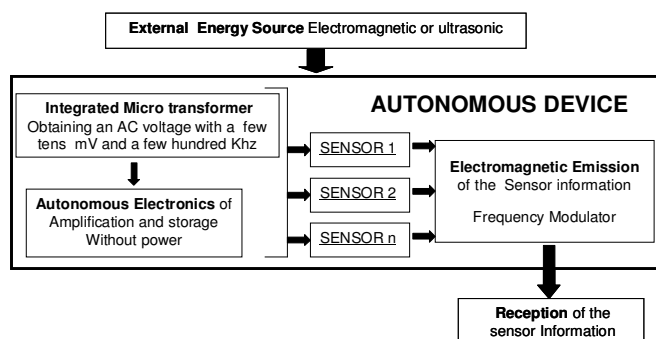 External Energy Source Electromagnetic or ultrasonic
AUTONOMOUS DEVICE
Integrated Micro transformer
Obtaining an AC voltage with a few
tens mV and a few hundred Khz
Autonomous Electronics of
Amplification and storage
Without power
SENSOR 1
SENSOR 2
SENSOR n
Electromagnetic Emission
of the Sensor information
Frequency Modulator
Reception of the
sensor Information